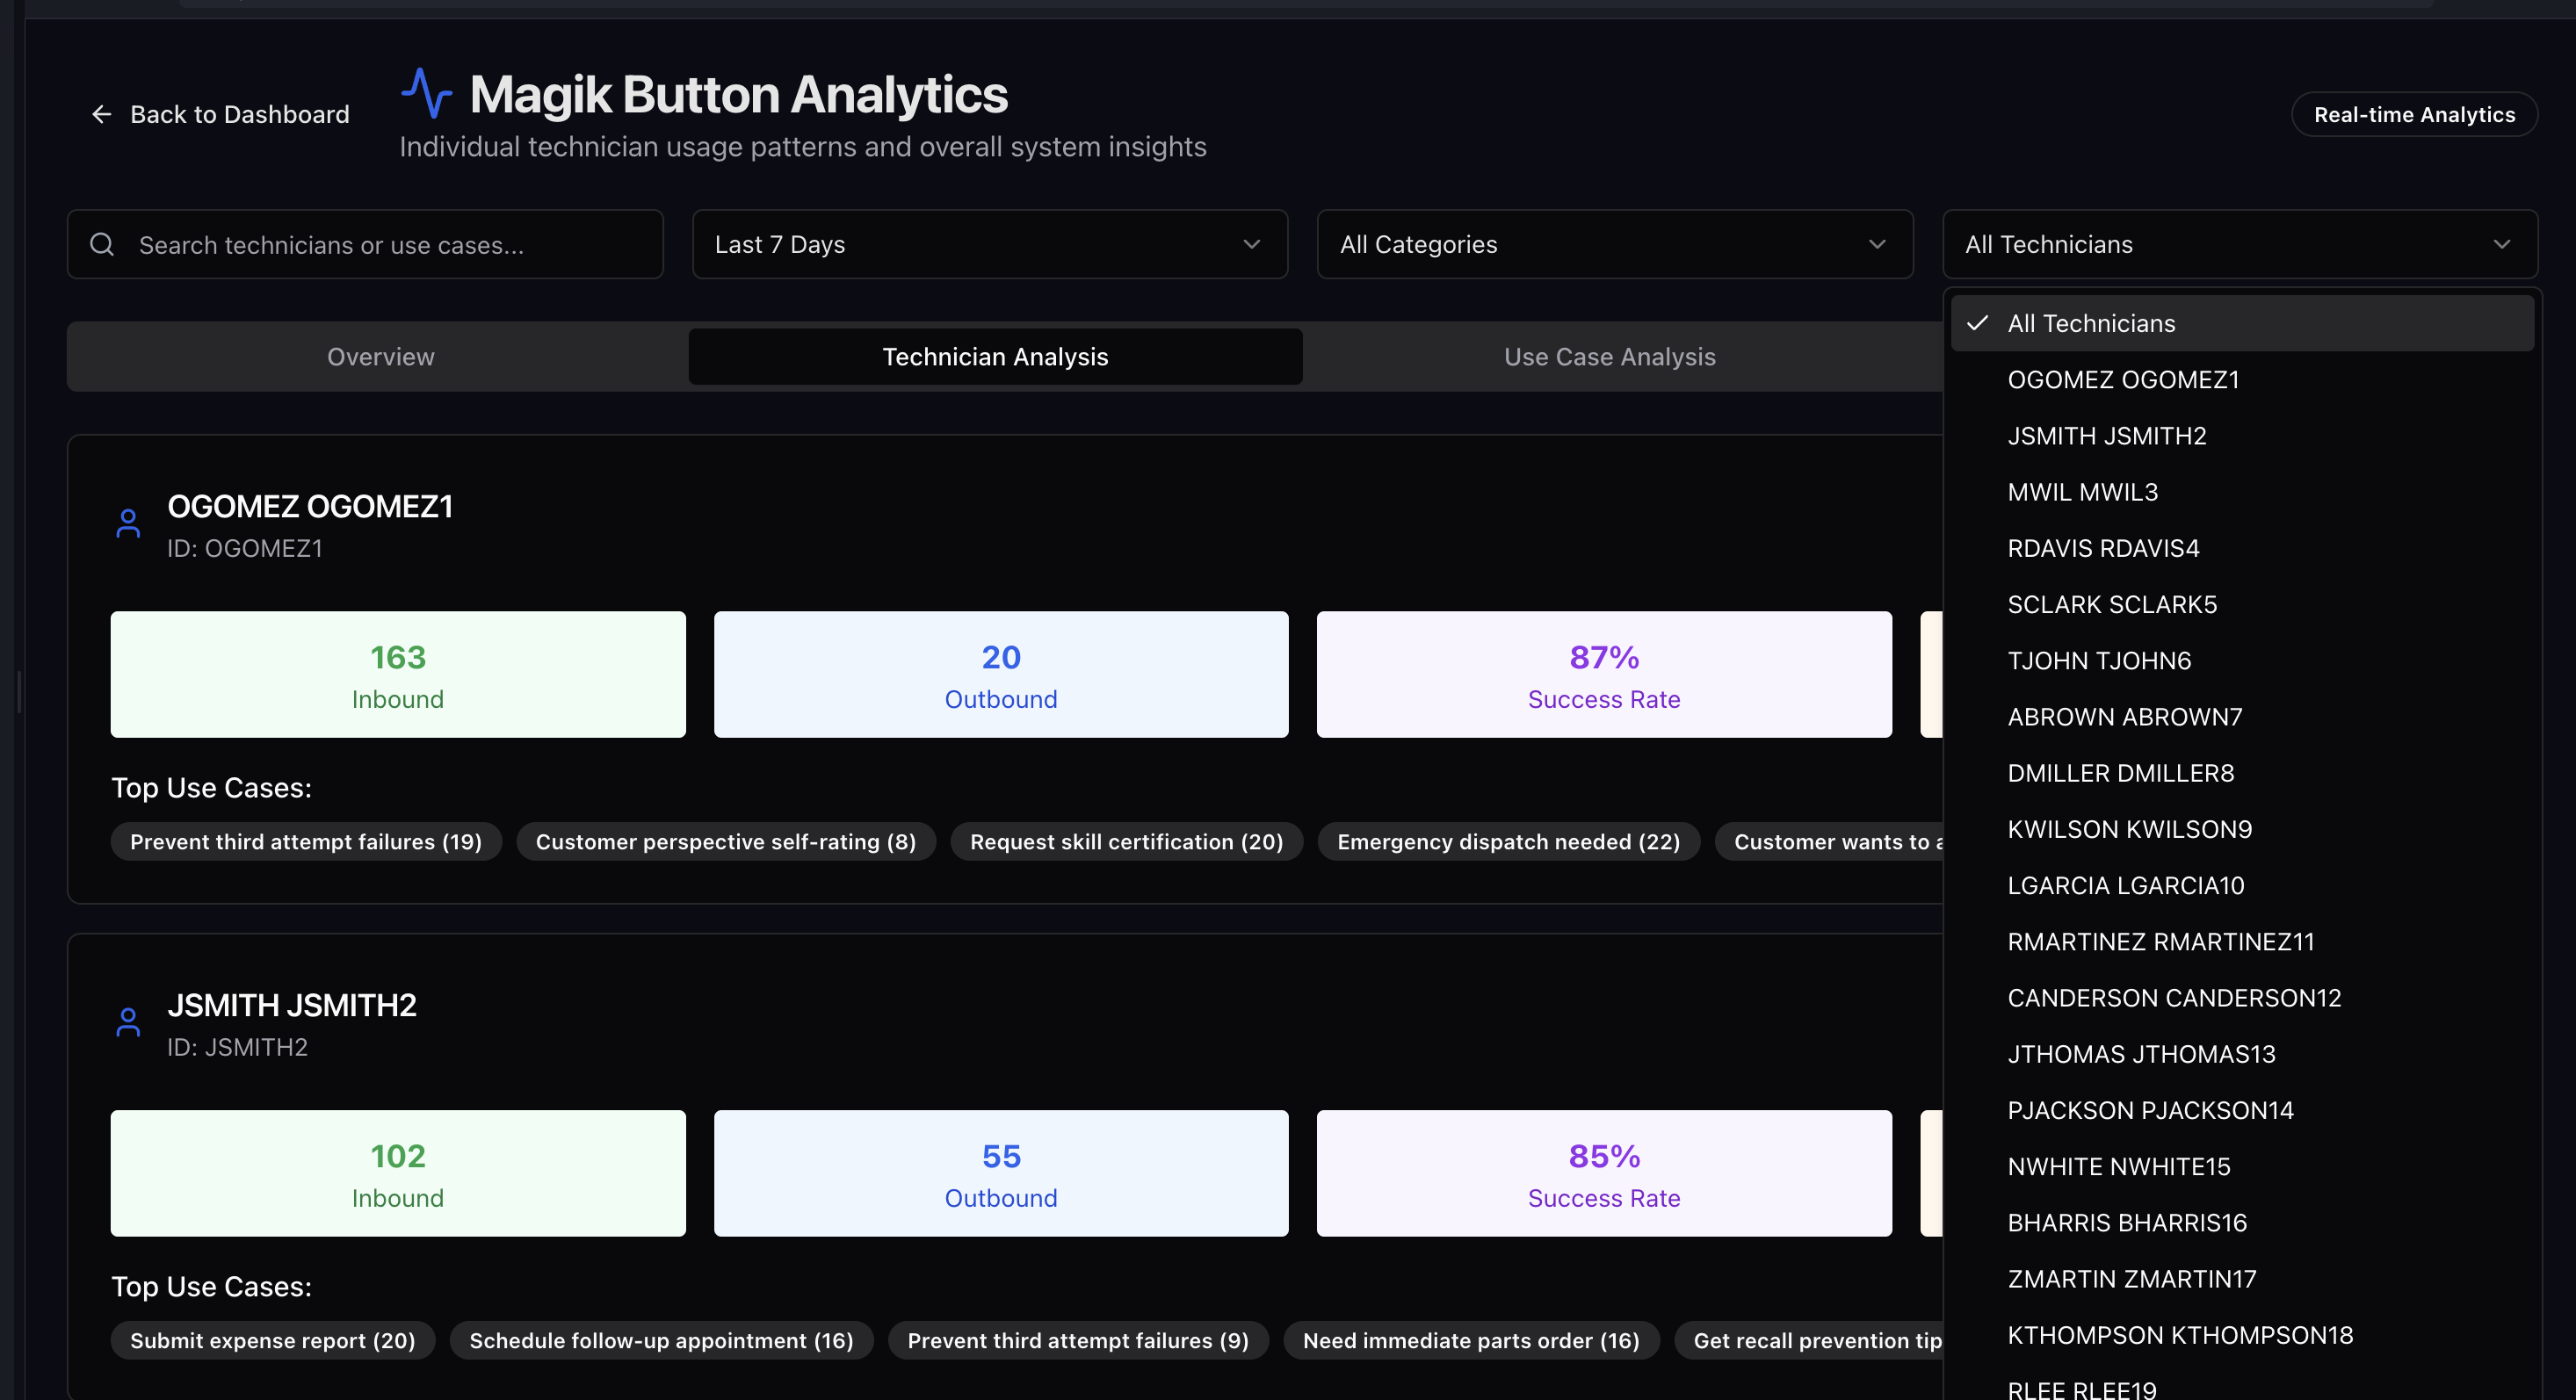 Back to Dashboard
Magik Button Analytics
Individual technician usage patterns and overall system insights
Real-time Analytics
Search technicians or use cases...
Last 7 Days
All Categories
All Technicians
Overview
Technician Analysis
Use Case Analysis
OGOMEZ OGOMEZ1
ID: OGOMEZ1
163
Inbound
20
Outbound
87%
Success Rate
Top Use Cases:
Prevent third attempt failures (19)
Customer perspective self-rating (8)
Request skill certification (20)
Emergency dispatch needed (22)
Customer wants to
JSMITH JSMITH2
ID: JSMITH2
102
Inbound
55
Outbound
85%
Success Rate
Top Use Cases:
Submit expense report (20)
Schedule follow-up appointment (16)
Prevent third attempt failures (9)
Need immediate parts order (16)
Get recall prevention tip
All Technicians
OGOMEZ OGOMEZ1
JSMITH JSMITH2
MWIL MWIL3
RDAVIS RDAVIS4
SCLARK SCLARK5
TJOHN TJOHN6
ABROWN ABROWN7
DMILLER DMILLER8
KWILSON KWILSON9
LGARCIA LGARCIA10
RMARTINEZ RMARTINEZ11
CANDERSON CANDERSON12
JTHOMAS JTHOMAS13
PJACKSON PJACKSON14
NWHITE NWHITE15
BHARRIS BHARRIS16
ZMARTIN ZMARTIN17
KTHOMPSON KTHOMPSON18
RLEE RLEE19